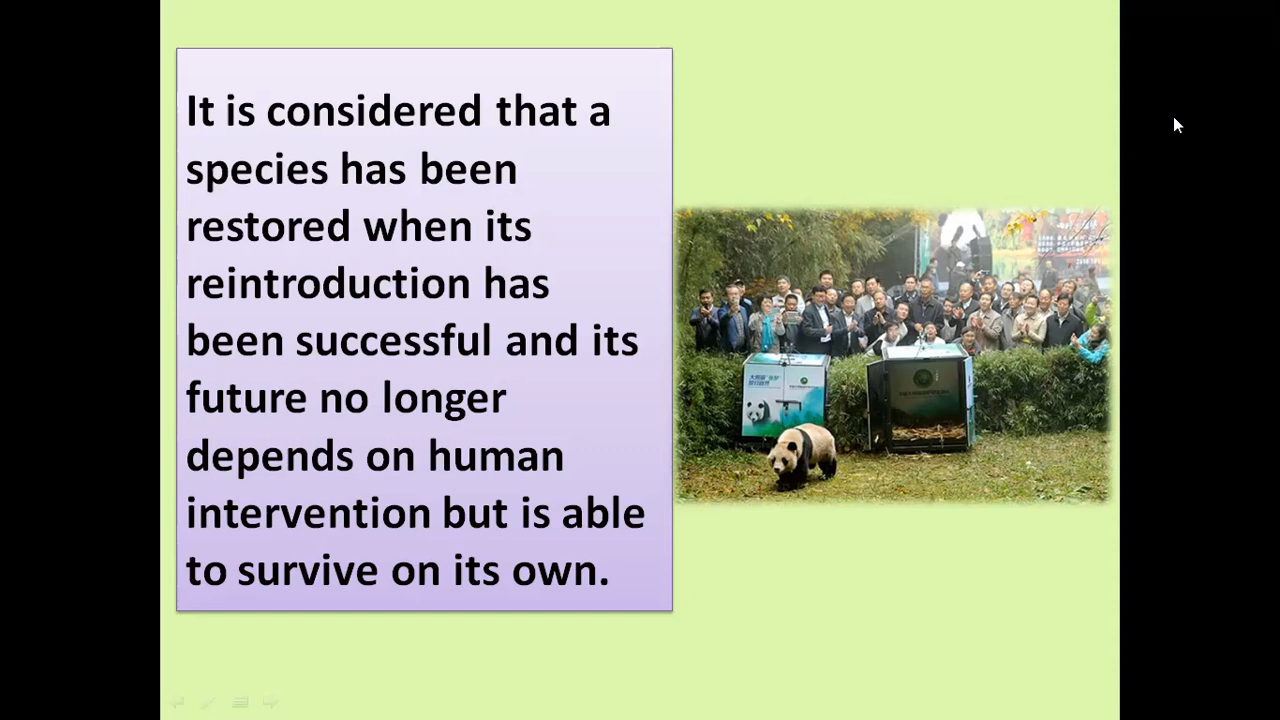 It is considered that a
species has been
restored when its
reintroduction has
been successful and its
future no longer
depends on human
intervention but is able
to survive on its own.